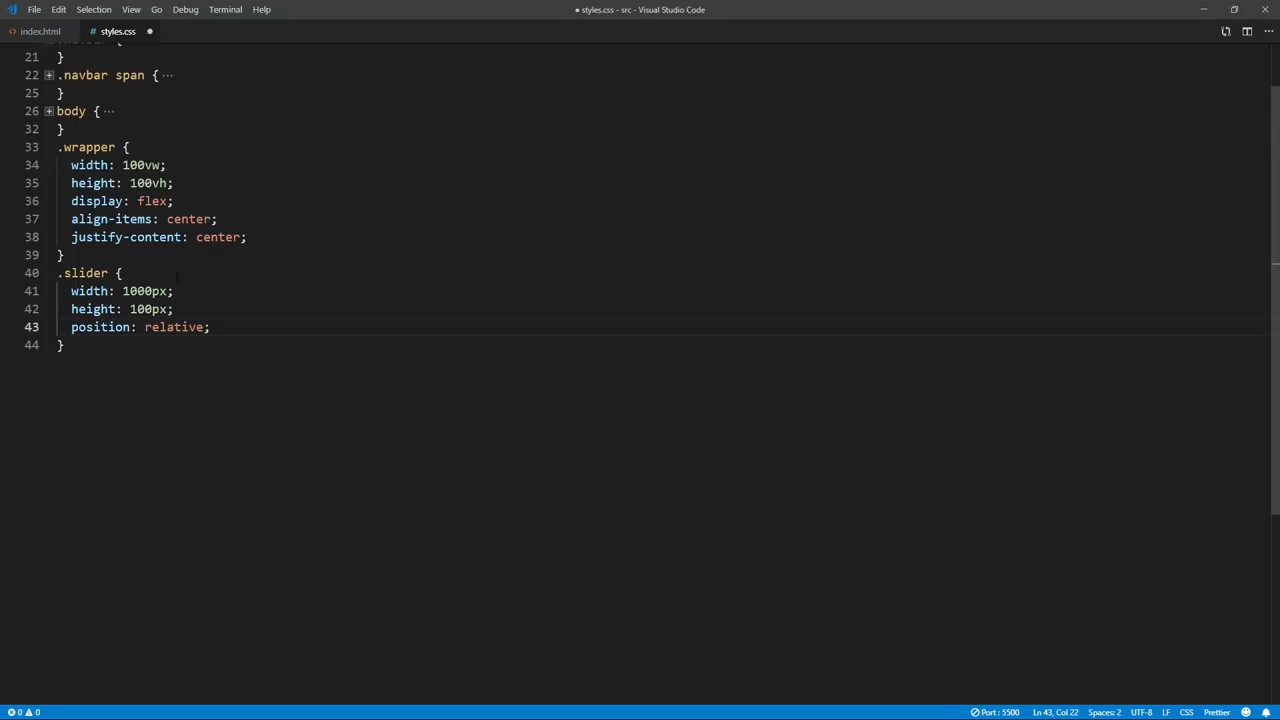 File Edit Selection View Go Debug Terminal Help
● styles.css - src - Visual Studio Code
<> index.html
# styles.css ●
21 }
22 .navbar span { ...
25 }
26 body { ...
32 }
33 .wrapper {
34 width: 100vw;
35 height: 100vh;
36 display: flex;
37 align-items: center;
38 justify-content: center;
39 }
40 .slider {
41 width: 1000px;
42 height: 100px;
43 position: relative;
44 }
0 0
Port : 5500 Ln 43, Col 22 Spaces: 2 UTF-8 LF CSS Prettier